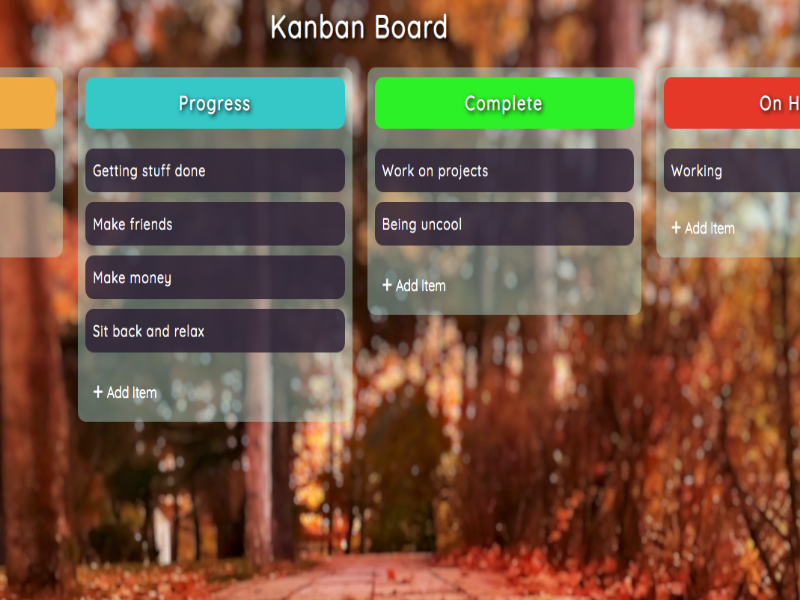 Kanban Board
Progress
Getting stuff done
Make friends
Make money
Sit back and relax
+ Add Item
Complete
Work on projects
Being uncool
+ Add Item
On H
Working
+ Add Item